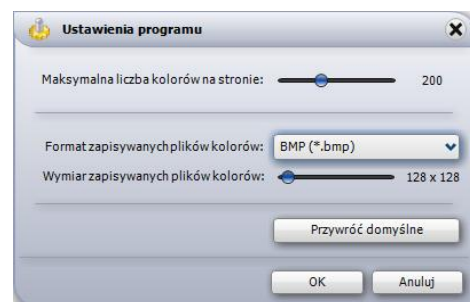 Ustawienia programu
Maksymalna liczba kolorów na stronie: 200
Format zapisywanych plików kolorów: BMP (*.bmp)
Wymiar zapisywanych plików kolorów: 128 x 128
Przywróć domyślne
OK Anuluj